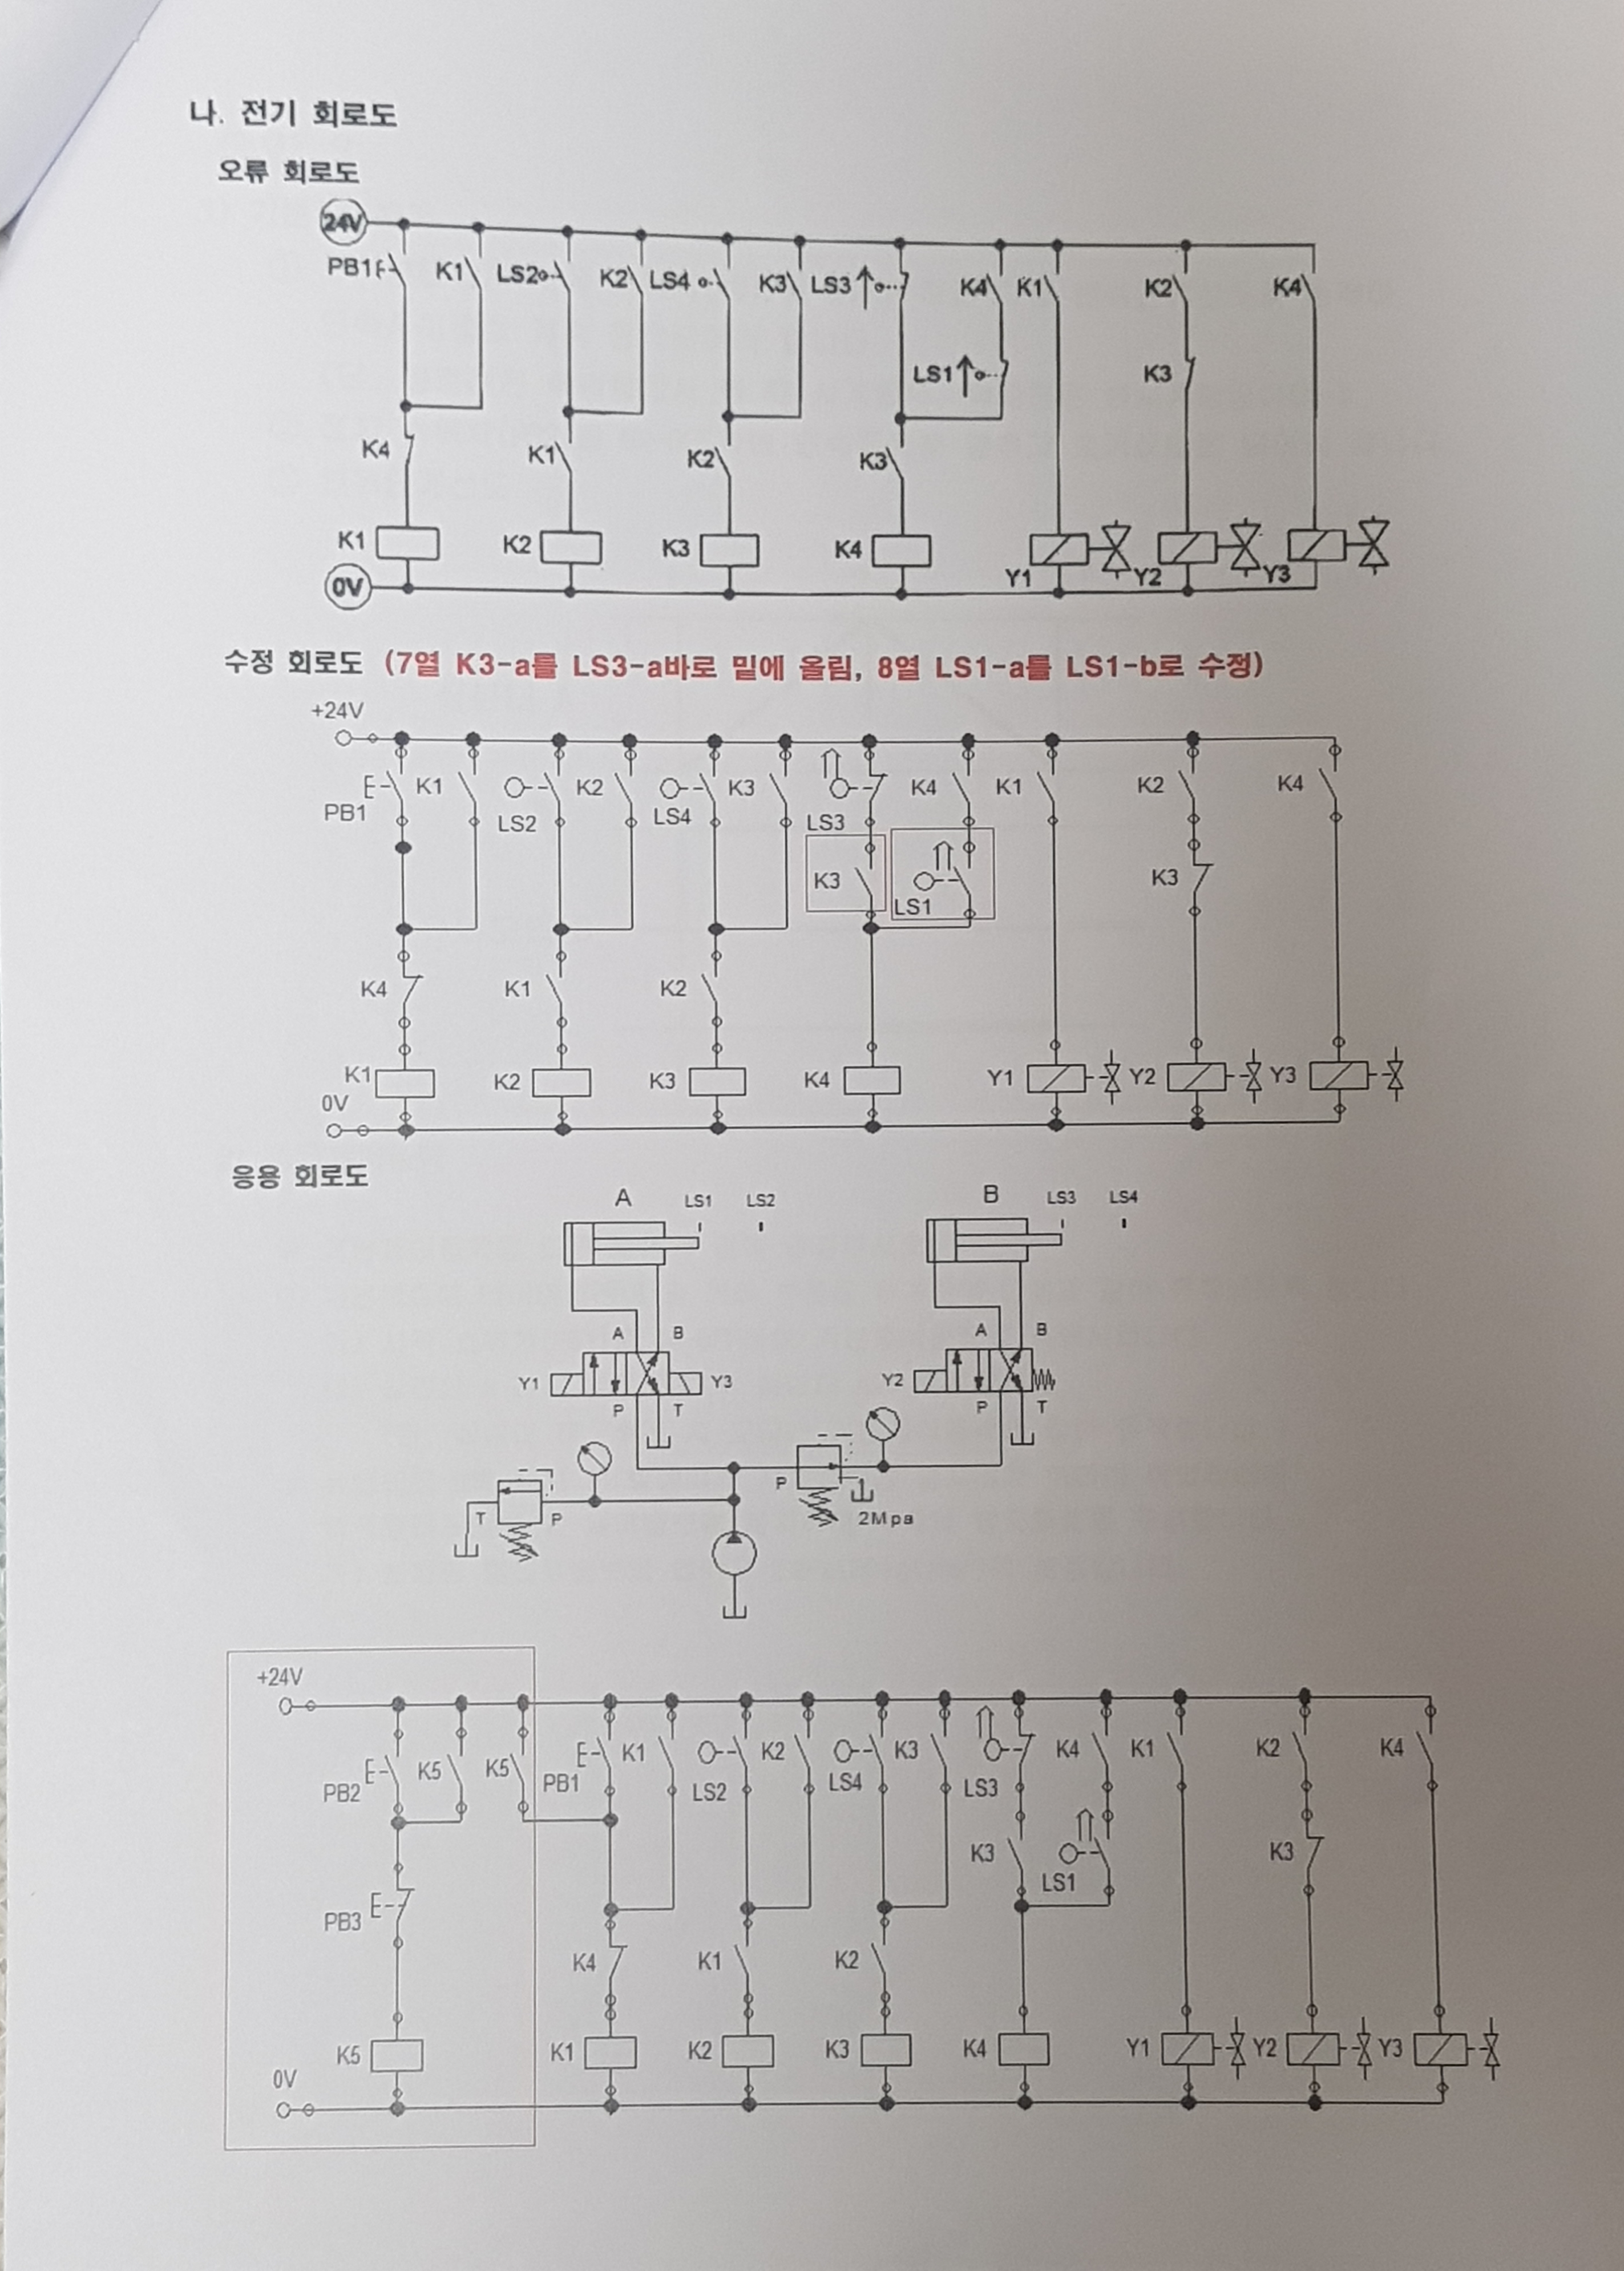 나. 전기 회로도
오류 회로도
24V
PB1 K1 LS2 K2 LS4 K3 LS3 K4 K1 K2 K4
LS1 K3
K4 K1 K2 K3
K1 K2 K3 K4 Y1 Y2 Y3
0V
수정 회로도 (7열 K3-a를 LS3-a바로 밑에 올림, 8열 LS1-a를 LS1-b로 수정)
+24V
PB1 K1 LS2 K2 LS4 K3 LS3 K4 K1 K2 K4
K3 LS1 K3
K4 K1 K2
K1 K2 K3 K4 Y1 Y2 Y3
0V
응용 회로도
A LS1 LS2 B LS3 LS4
A B A B
Y1 Y3 Y2
P T P T
P
T P 2Mpa
+24V
PB2 K5 K5 PB1 K1 LS2 K2 LS4 K3 LS3 K4 K1 K2 K4
K3 LS1 K3
PB3
K4 K1 K2
K5 K1 K2 K3 K4 Y1 Y2 Y3
0V